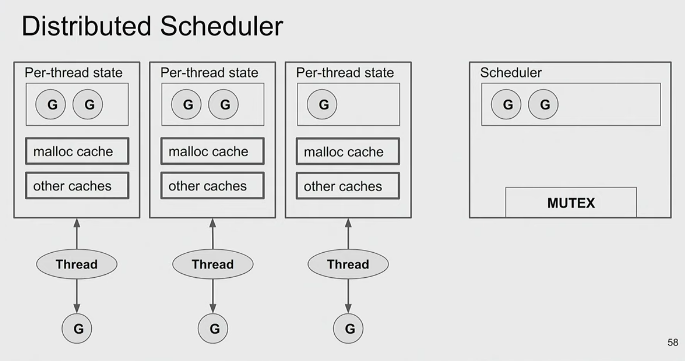 Distributed Scheduler
Per-thread state
G G
malloc cache
other caches
Thread
G
Per-thread state
G G
malloc cache
other caches
Thread
G
Per-thread state
G
malloc cache
other caches
Thread
G
Scheduler
G G
MUTEX
58